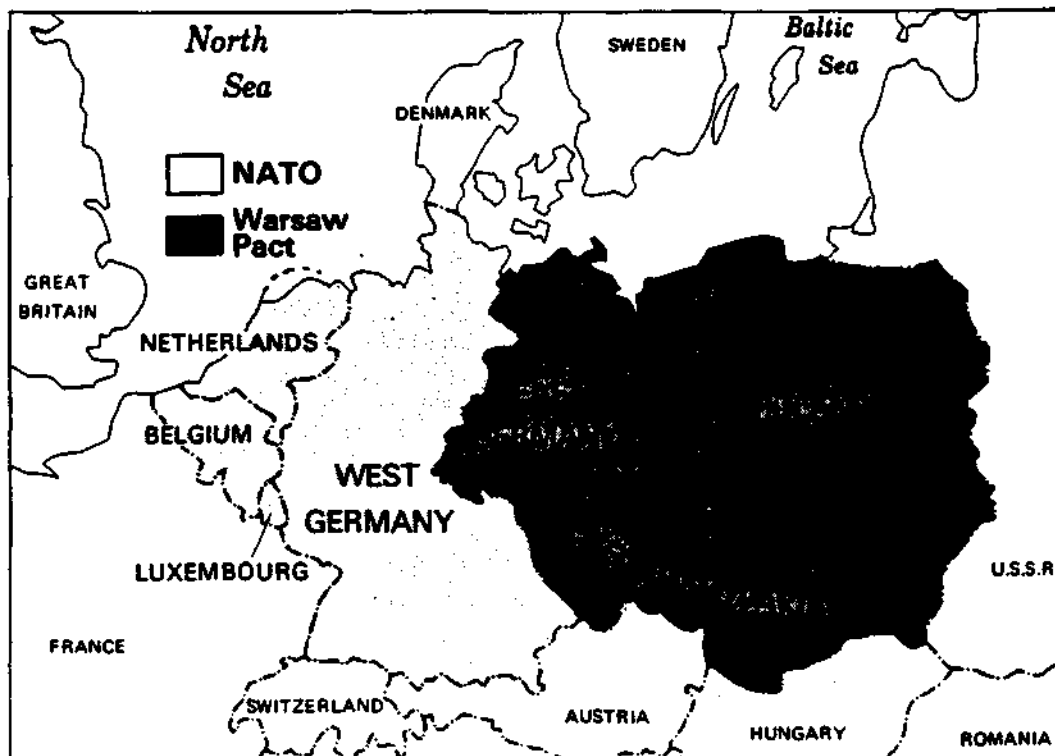 North
Sea
Baltic
Sea
SWEDEN
DENMARK
NATO
Warsaw
Pact
GREAT
BRITAIN
NETHERLANDS
BELGIUM
WEST
GERMANY
LUXEMBOURG
U.S.S.R
FRANCE
SWITZERLAND
AUSTRIA
HUNGARY
ROMANIA